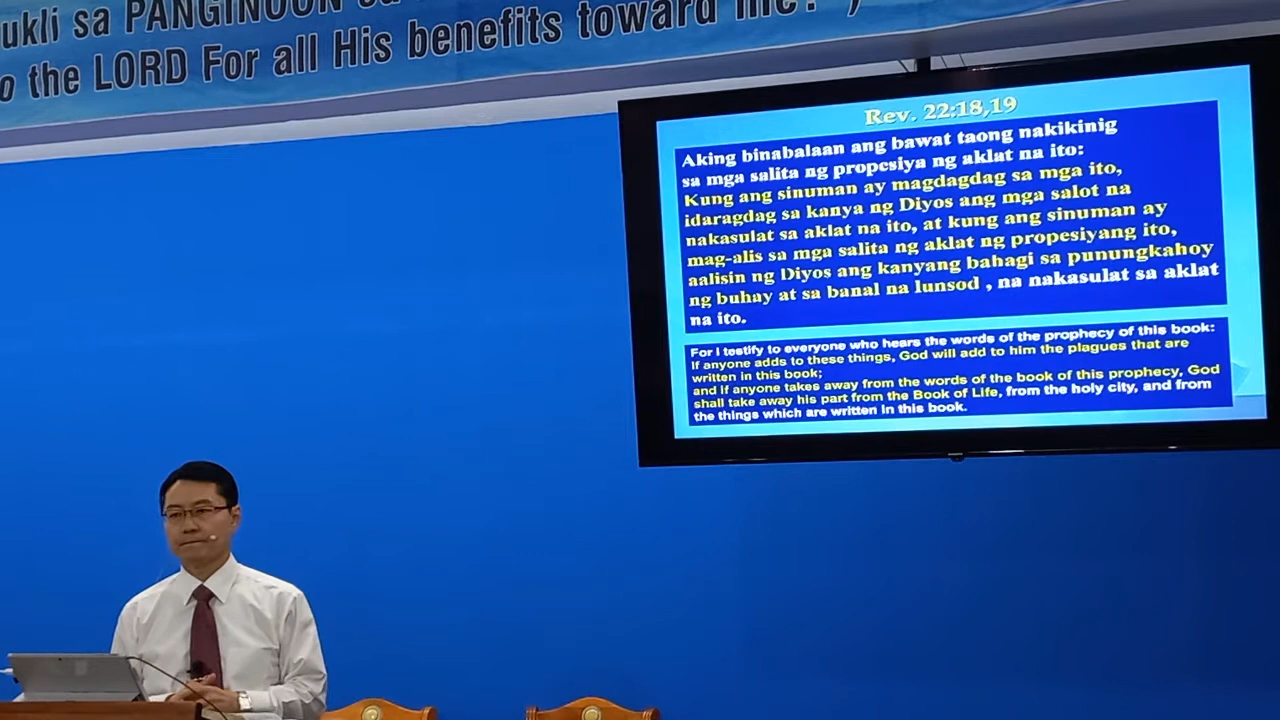 ukli sa PANGINOON sa
to the LORD For all His benefits toward me?")
Rev. 22:18,19
Aking binabalaan ang bawat taong nakikinig
sa mga salita ng propesiya ng aklat na ito:
Kung ang sinuman ay magdagdag sa mga ito,
idaragdag sa kanya ng Diyos ang mga salot na
nakasulat sa aklat na ito, at kung ang sinuman ay
mag-alis sa mga salita ng aklat ng propesiyang ito,
aalisin ng Diyos ang kanyang bahagi sa punungkahoy
ng buhay at sa banal na lunsod , na nakasulat sa aklat
na ito.
For I testify to everyone who hears the words of the prophecy of this book:
If anyone adds to these things, God will add to him the plagues that are
written in this book;
and if anyone takes away from the words of the book of this prophecy, God
shall take away his part from the Book of Life, from the holy city, and from
the things which are written in this book.